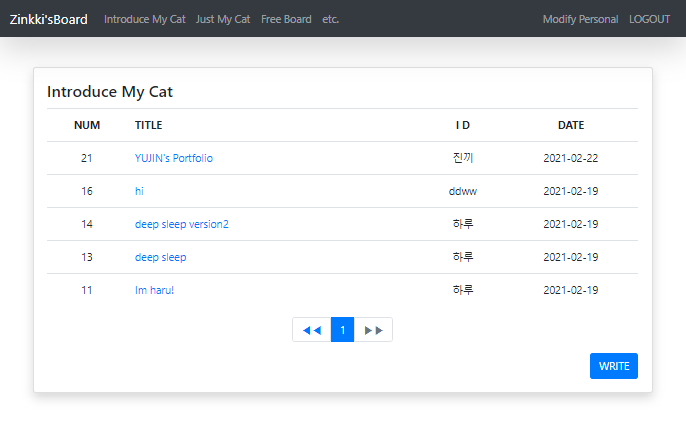 Zinkki'sBoard Introduce My Cat Just My Cat Free Board etc. Modify Personal LOGOUT
Introduce My Cat
NUM TITLE I D DATE
21 YUJIN's Portfolio 진끼 2021-02-22
16 hi ddww 2021-02-19
14 deep sleep version2 하루 2021-02-19
13 deep sleep 하루 2021-02-19
11 Im haru! 하루 2021-02-19
◀◀ 1 ▶▶
WRITE